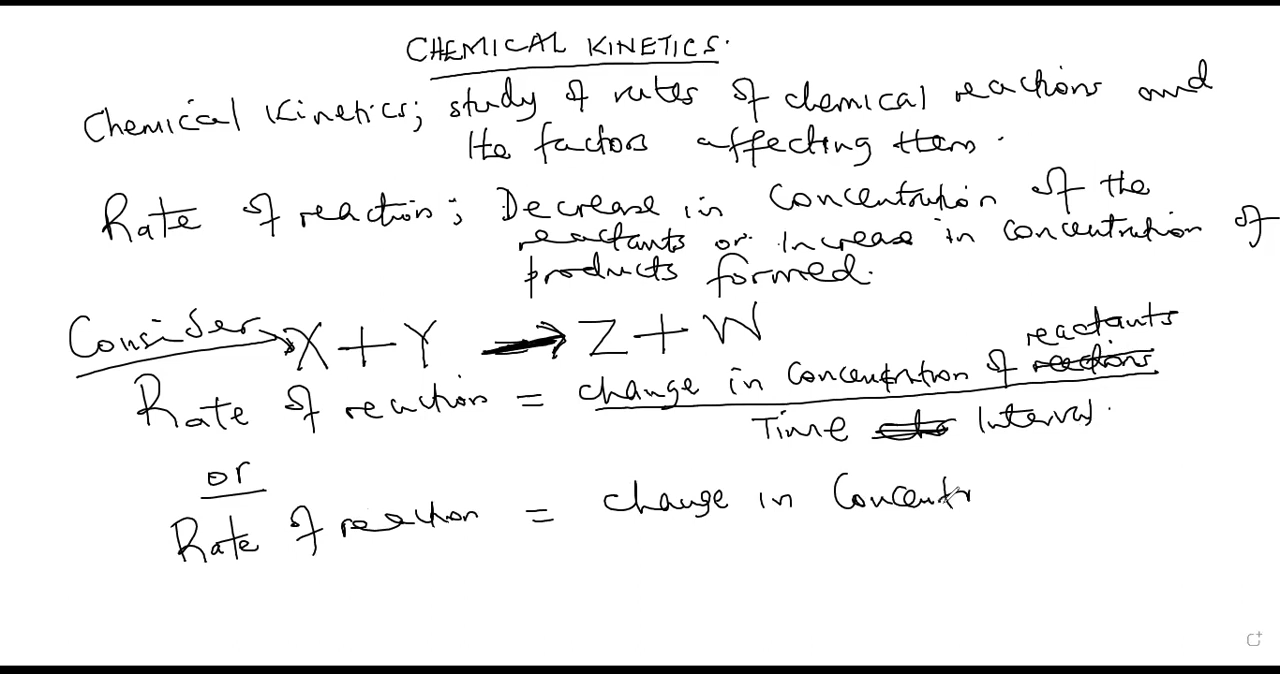 CHEMICAL KINETICS.
Chemical Kinetics; study of rates of chemical reactions and
the factors affecting them.
Rate of reaction; Decrease in concentration of the
reactants or increase in concentration of
products formed.
Consider X + Y → Z + W
reactants
Rate of reaction = change in concentration of reactions
Time Interval.
or
Rate of reaction = change in Concentr